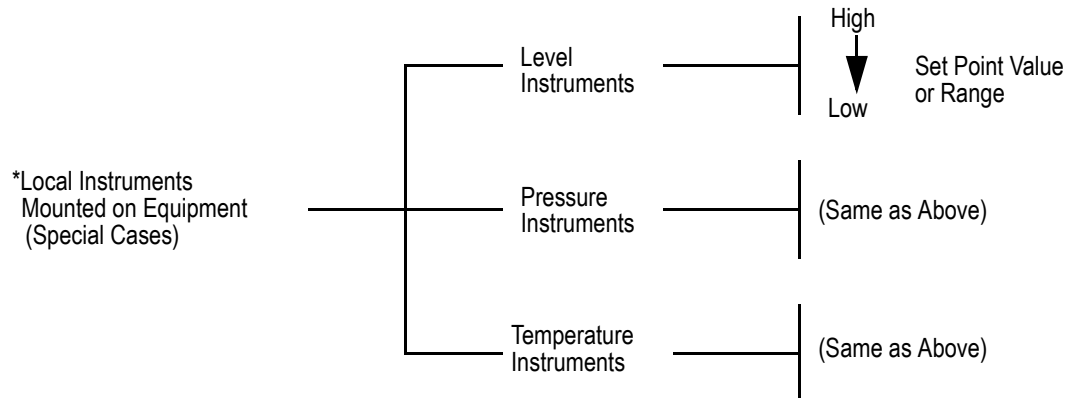 High
Level
Instruments
Set Point Value
or Range
Low
*Local Instruments
Mounted on Equipment
(Special Cases)
Pressure
Instruments
(Same as Above)
Temperature
Instruments
(Same as Above)